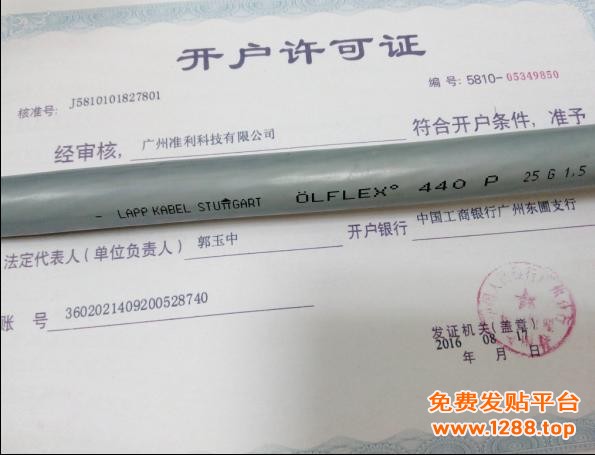 开户许可证
核准号: J5810101827801
编号: 5810-05349850
经审核, 广州准利科技有限公司 符合开户条件, 准予
- LAPP KABEL STUTTGART ÖLFLEX® 440 P 25 G 1,5
法定代表人(单位负责人) 郭玉中 开户银行 中国工商银行广州东圃支行
账 号 3602021409200528740
发证机关(盖章)
2016 年 08 月 17 日
免费发贴平台
www.1288.top